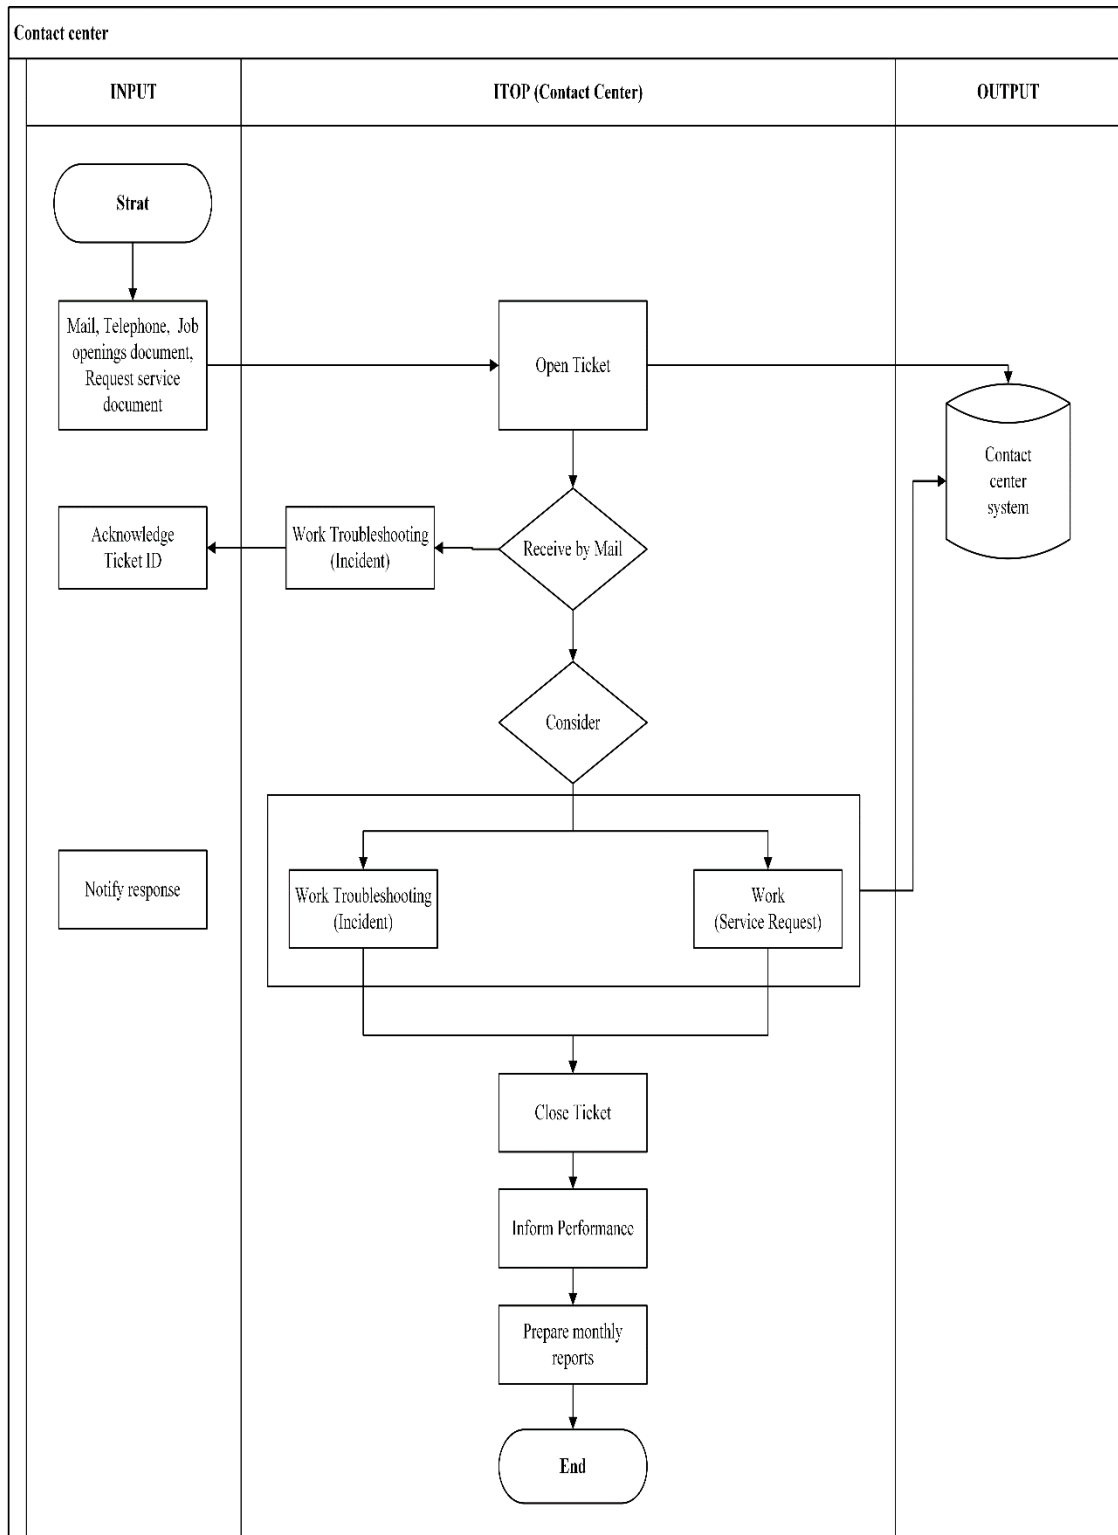 Contact center
INPUT
ITOP (Contact Center)
OUTPUT
Strat
Mail, Telephone, Job
openings document,
Request service
document
Open Ticket
Contact
center
system
Acknowledge
Ticket ID
Work Troubleshooting
(Incident)
Receive by Mail
Consider
Notify response
Work Troubleshooting
(Incident)
Work
(Service Request)
Close Ticket
Inform Performance
Prepare monthly
reports
End